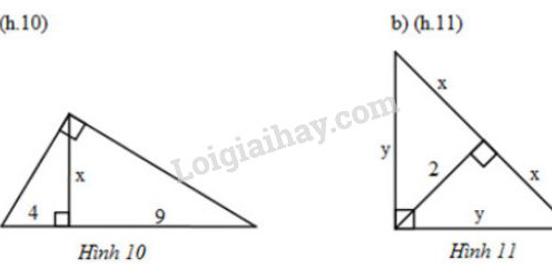 (h.10)
b) (h.11)
x
4
9
Hình 10
x
y
2
x
y
Hình 11
Loigiaihay.com